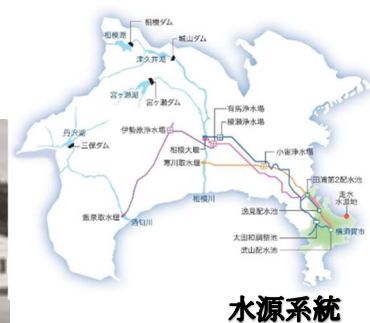 相模ダム
相模湖
城山ダム
津久井湖
宮ヶ瀬湖
宮ヶ瀬ダム
有馬浄水場
綾瀬浄水場
丹沢湖
伊勢原浄水場
三保ダム
相模大堰
小雀浄水場
寒川取水堰
田浦第2配水池
走水
水源地
飯泉取水堰
酒匂川
相模川
逸見配水池
横須賀市
太田和調整池
武山配水池
水源系統